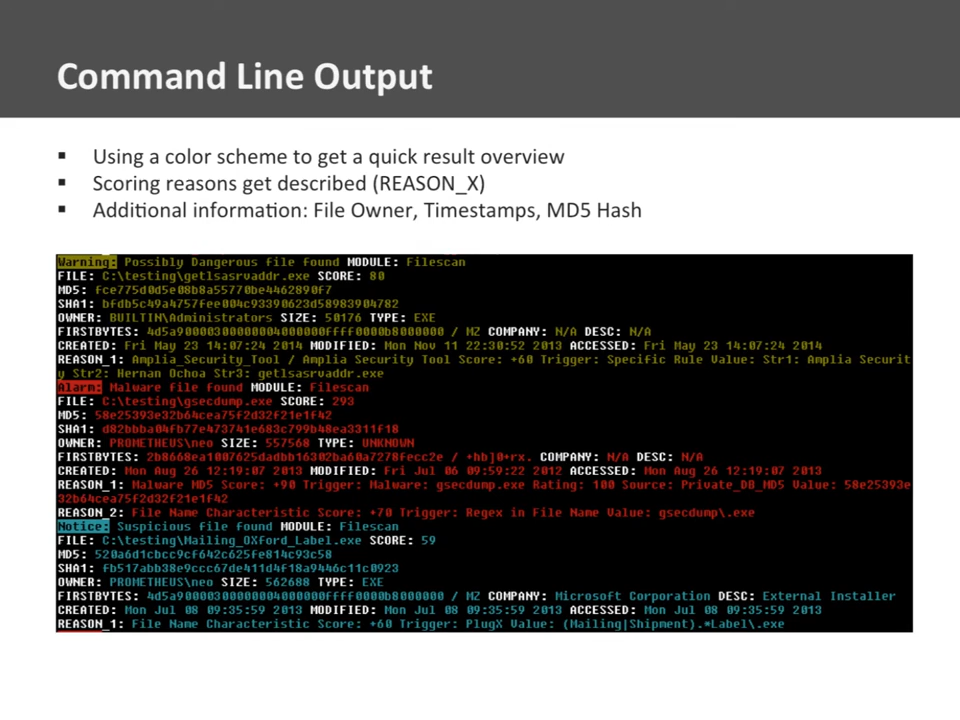 Command Line Output
▪ Using a color scheme to get a quick result overview
▪ Scoring reasons get described (REASON_X)
▪ Additional information: File Owner, Timestamps, MD5 Hash
Warning: Possibly Dangerous file found MODULE: Filescan
FILE: C:\testing\getlsasrvaddr.exe SCORE: 80
MD5: fce775d0d5e08b8a55770be4462890f7
SHA1: bfdb5c49a4757fee004c93390623d58983904782
OWNER: BUILTIN\Administrators SIZE: 50176 TYPE: EXE
FIRSTBYTES: 4d5a90000300000004000000ffff0000b8000000 / MZ COMPANY: N/A DESC: N/A
CREATED: Fri May 23 14:07:24 2014 MODIFIED: Mon Nov 11 22:30:52 2013 ACCESSED: Fri May 23 14:07:24 2014
REASON_1: Amplia_Security_Tool / Amplia Security Tool Score: +60 Trigger: Specific Rule Value: Str1: Amplia Securit
y Str2: Hernan Ochoa Str3: getlsasrvaddr.exe
Alarm: Malware file found MODULE: Filescan
FILE: C:\testing\gsecdump.exe SCORE: 293
MD5: 58e25393e32b64cea75f2d32f21e1f42
SHA1: d82bbba04fb77e473741e683c799b48ea3311f18
OWNER: PROMETHEUS\neo SIZE: 557568 TYPE: UNKNOWN
FIRSTBYTES: 2b8668ea1007625dadbb16302ba60a7278fecc2e / +hb]0+rx. COMPANY: N/A DESC: N/A
CREATED: Mon Aug 26 12:19:07 2013 MODIFIED: Fri Jul 06 09:59:22 2012 ACCESSED: Mon Aug 26 12:19:07 2013
REASON_1: Malware MD5 Score: +90 Trigger: Malware: gsecdump.exe Rating: 100 Source: Private_DB_MD5 Value: 58e25393e
32b64cea75f2d32f21e1f42
REASON_2: File Name Characteristic Score: +70 Trigger: Regex in File Name Value: gsecdump\.exe
Notice: Suspicious file found MODULE: Filescan
FILE: C:\testing\Mailing_OXford_Label.exe SCORE: 59
MD5: 520a6d1cbcc9cf642c625fe814c93c58
SHA1: fb517abb38e9ccc67de411d4f18a9446c11c0923
OWNER: PROMETHEUS\neo SIZE: 562688 TYPE: EXE
FIRSTBYTES: 4d5a90000300000004000000ffff0000b8000000 / MZ COMPANY: Microsoft Corporation DESC: External Installer
CREATED: Mon Jul 08 09:35:59 2013 MODIFIED: Mon Jul 08 09:35:59 2013 ACCESSED: Mon Jul 08 09:35:59 2013
REASON_1: File Name Characteristic Score: +60 Trigger: PlugX Value: (Mailing|Shipment).*Label\.exe